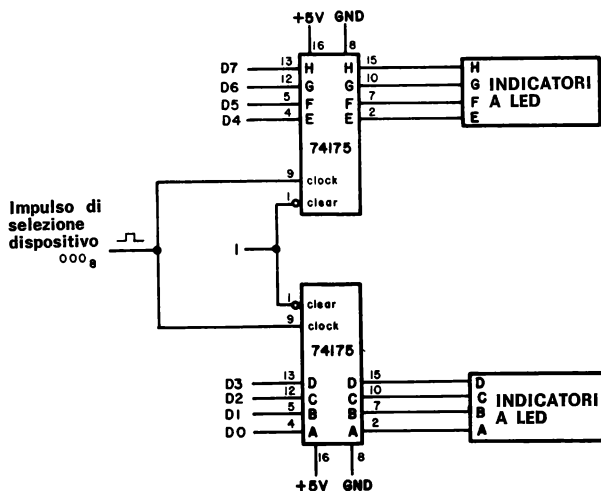 +5V GND
16 8
D7 13 H H 15 H
D6 12 G G 10 G
D5 5 F F 7 F
D4 4 E E 2 E
INDICATORI
A LED
74175
9 clock
1 clear
Impulso di
selezione
dispositivo
000 8
1
1 clear
9 clock
74175
D3 13 D D 15 D
D2 12 C C 10 C
D1 5 B B 7 B
D0 4 A A 2 A
INDICATORI
A LED
16 8
+5V GND